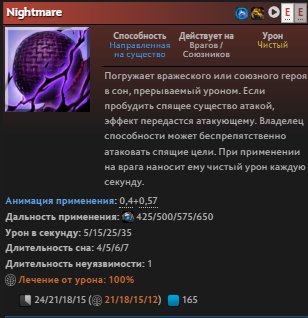 Nightmare
E E
Способность Действует на Урон
Направленная Врагов / Чистый
на существо Союзников
Погружает вражеского или союзного героя
в сон, прерываемый уроном. Если
пробудить спящее существо атакой,
эффект передастся атакующему. Владелец
способности может беспрепятственно
атаковать спящие цели. При применении
на врага наносит ему чистый урон каждую
секунду.
Анимация применения: 0,4+0,57
Дальность применения: 425/500/575/650
Урон в секунду: 5/15/25/35
Длительность сна: 4/5/6/7
Длительность неуязвимости: 1
Лечение от урона: 100%
24/21/18/15 (21/18/15/12) 165